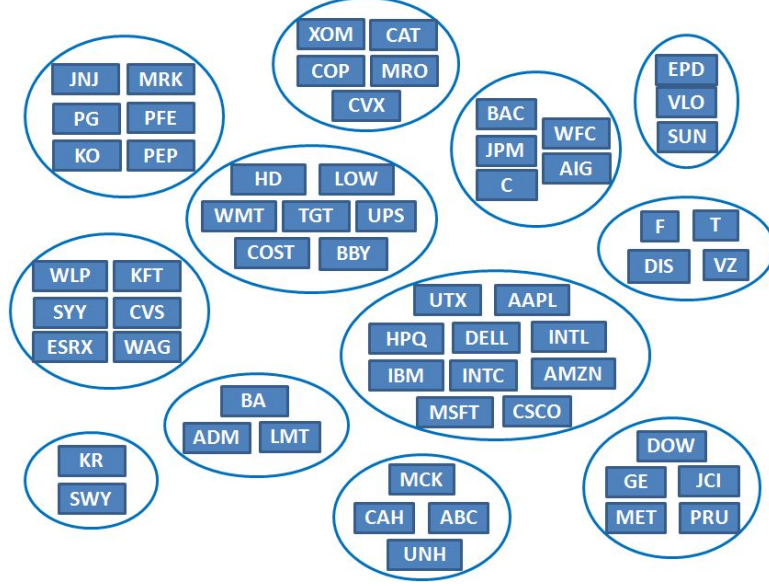 XOM CAT
COP MRO
CVX
JNJ MRK
PG PFE
KO PEP
BAC
WFC
JPM
AIG
C
EPD
VLO
SUN
HD LOW
WMT TGT UPS
COST BBY
F T
DIS VZ
WLP KFT
SYY CVS
ESRX WAG
UTX AAPL
HPQ DELL INTL
IBM INTC AMZN
MSFT CSCO
BA
ADM LMT
KR
SWY
MCK
CAH ABC
UNH
DOW
GE JCI
MET PRU